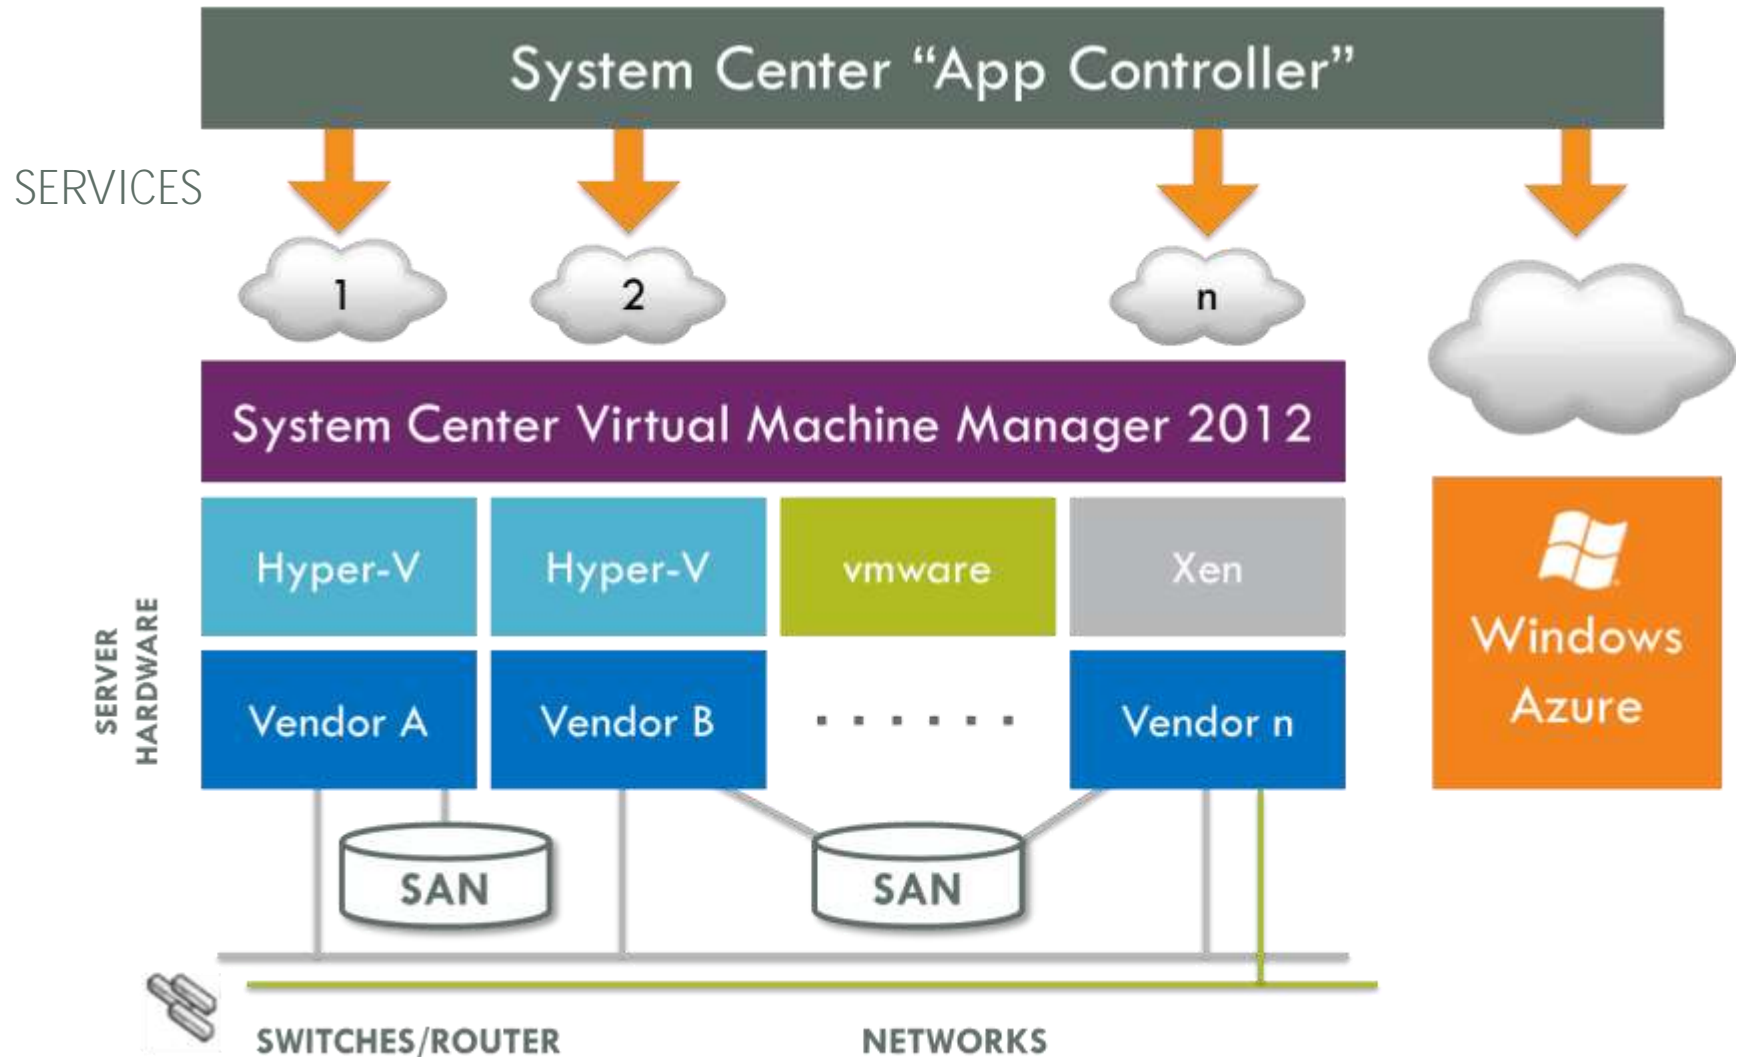 System Center “App Controller”
SERVICES
1
2
n
System Center Virtual Machine Manager 2012
Hyper-V
Hyper-V
vmware
Xen
Windows
Azure
SERVER
HARDWARE
Vendor A
Vendor B
......
Vendor n
SAN
SAN
SWITCHES/ROUTER
NETWORKS